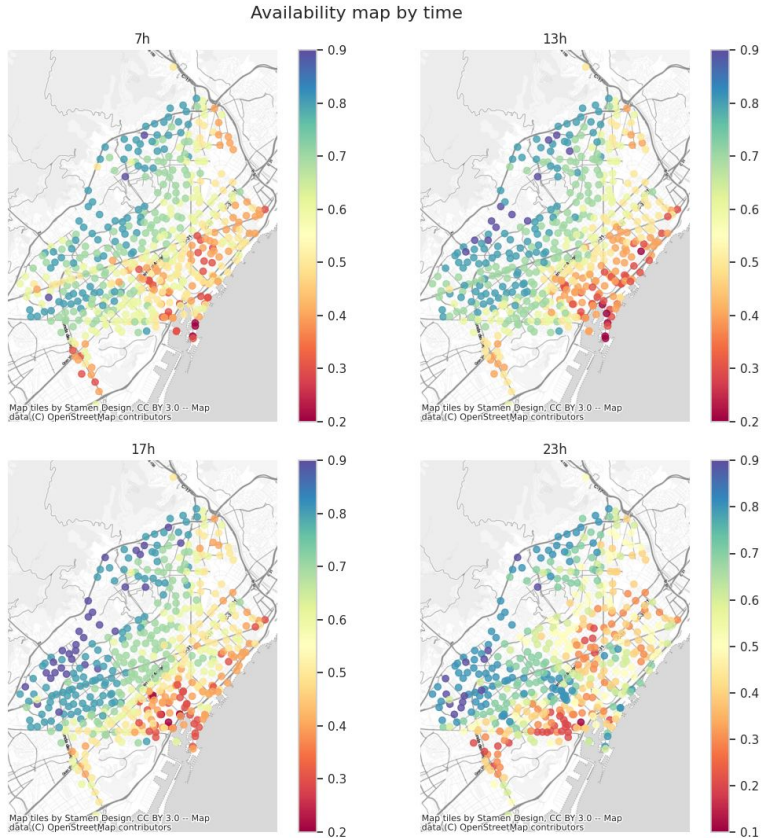 Availability map by time
7h
0.9
0.8
0.7
0.6
0.5
0.4
0.3
0.2
Map tiles by Stamen Design, CC BY 3.0 -- Map
data (C) OpenStreetMap contributors
13h
0.9
0.8
0.7
0.6
0.5
0.4
0.3
0.2
Map tiles by Stamen Design, CC BY 3.0 -- Map
data (C) OpenStreetMap contributors
17h
0.9
0.8
0.7
0.6
0.5
0.4
0.3
0.2
Map tiles by Stamen Design, CC BY 3.0 -- Map
data (C) OpenStreetMap contributors
23h
0.9
0.8
0.7
0.6
0.5
0.4
0.3
0.2
0.1
Map tiles by Stamen Design, CC BY 3.0 -- Map
data (C) OpenStreetMap contributors